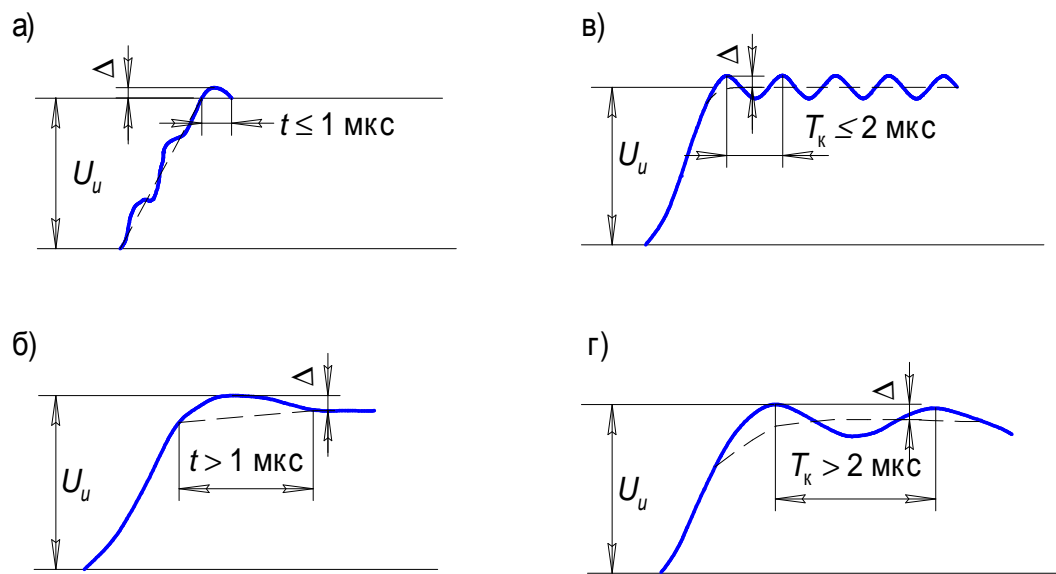 а)
Δ
t ≤ 1 мкс
U_и
в)
Δ
T_к ≤ 2 мкс
U_и
б)
Δ
t > 1 мкс
U_и
г)
Δ
T_к > 2 мкс
U_и